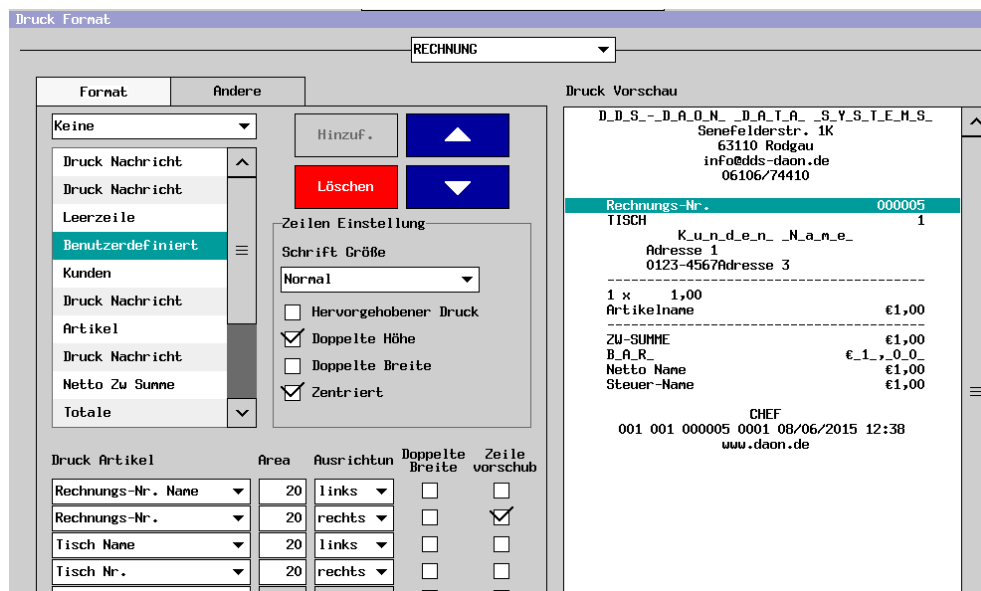 Druck Format
RECHNUNG
Format
Andere
Keine
Druck Nachricht
Druck Nachricht
Leerzeile
Benutzerdefiniert
Kunden
Druck Nachricht
Artikel
Druck Nachricht
Netto Zw Summe
Totale
Hinzuf.
Löschen
Zeilen Einstellung
Schrift Größe
Normal
Hervorgehobener Druck
Doppelte Höhe
Doppelte Breite
Zentriert
Druck Artikel Area Ausrichtun Doppelte Breite Zeile vorschub
Rechnungs-Nr. Name 20 links
Rechnungs-Nr. 20 rechts
Tisch Name 20 links
Tisch Nr. 20 rechts
Druck Vorschau
D_D_S_-_D_A_O_N_ _D_A_T_A_ _S_Y_S_T_E_M_S_
Senefelderstr. 1K
63110 Rodgau
info@dds-daon.de
06106/74410
Rechnungs-Nr. 000005
TISCH 1
K_u_n_d_e_n_ _N_a_m_e_
Adresse 1
0123-4567Adresse 3
------------------------------------------
1 x 1,00
Artikelname €1,00
------------------------------------------
ZW-SUMME €1,00
B_A_R_ €_1_,_0_0_
Netto Name €1,00
Steuer-Name €1,00
CHEF
001 001 000005 0001 08/06/2015 12:38
www.daon.de